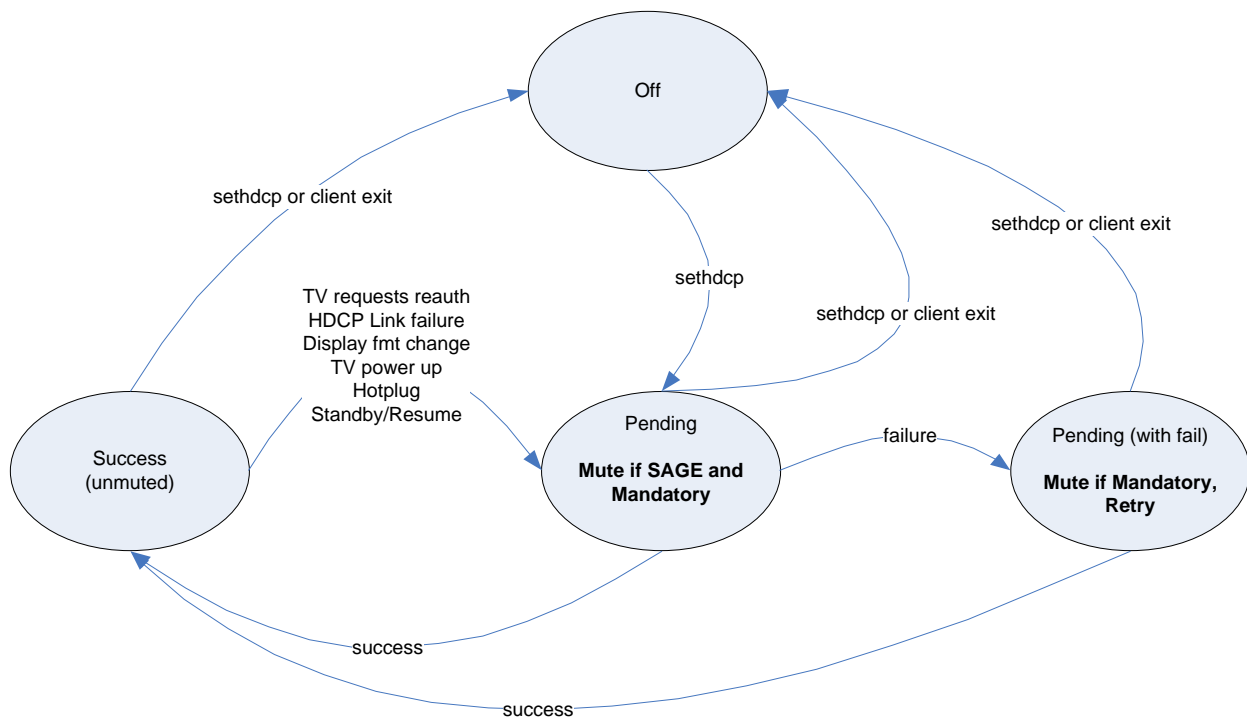 Off
sethdcp or client exit
sethdcp or client exit
sethdcp
TV requests reauth
HDCP Link failure
Display fmt change
TV power up
Hotplug
Standby/Resume
sethdcp or client exit
Success
(unmuted)
Pending
Mute if SAGE and
Mandatory
failure
Pending (with fail)
Mute if Mandatory,
Retry
success
success